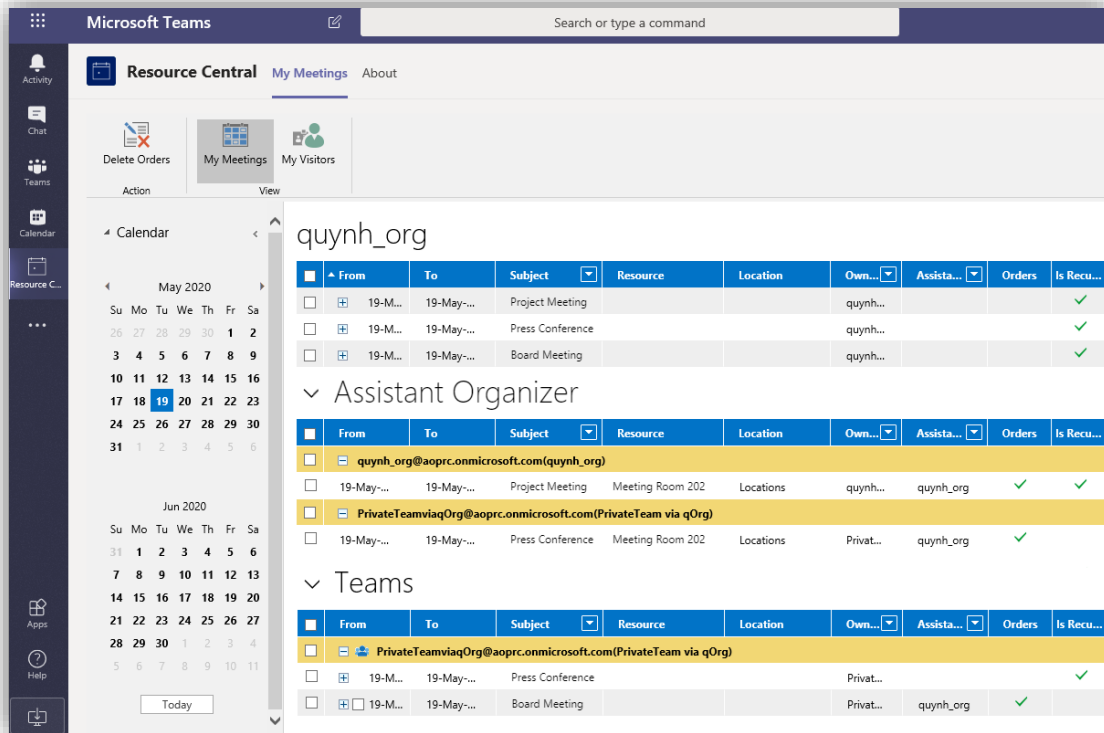 Microsoft Teams
Search or type a command
Activity
Chat
Teams
Calendar
Resource C...
Apps
Help
Resource Central My Meetings About
Delete Orders My Meetings My Visitors
Action View
Calendar
May 2020
Su Mo Tu We Th Fr Sa
26 27 28 29 30 1 2
3 4 5 6 7 8 9
10 11 12 13 14 15 16
17 18 19 20 21 22 23
24 25 26 27 28 29 30
31 1 2 3 4 5 6
Jun 2020
Su Mo Tu We Th Fr Sa
31 1 2 3 4 5 6
7 8 9 10 11 12 13
14 15 16 17 18 19 20
21 22 23 24 25 26 27
28 29 30 1 2 3 4
5 6 7 8 9 10 11
Today
quynh_org
From To Subject Resource Location Own... Assista... Orders Is Recu...
19-M... 19-May-... Project Meeting quynh...
19-M... 19-May-... Press Conference quynh...
19-M... 19-May-... Board Meeting quynh...
Assistant Organizer
From To Subject Resource Location Own... Assista... Orders Is Recu...
quynh_org@aoprc.onmicrosoft.com(quynh_org)
19-May-... 19-May-... Project Meeting Meeting Room 202 Locations quynh... quynh_org
PrivateTeamviaqOrg@aoprc.onmicrosoft.com(PrivateTeam via qOrg)
19-May-... 19-May-... Press Conference Meeting Room 202 Locations Privat... quynh_org
Teams
From To Subject Resource Location Own... Assista... Orders Is Recu...
PrivateTeamviaqOrg@aoprc.onmicrosoft.com(PrivateTeam via qOrg)
19-M... 19-May-... Press Conference Privat...
19-M... 19-May-... Board Meeting Privat... quynh_org